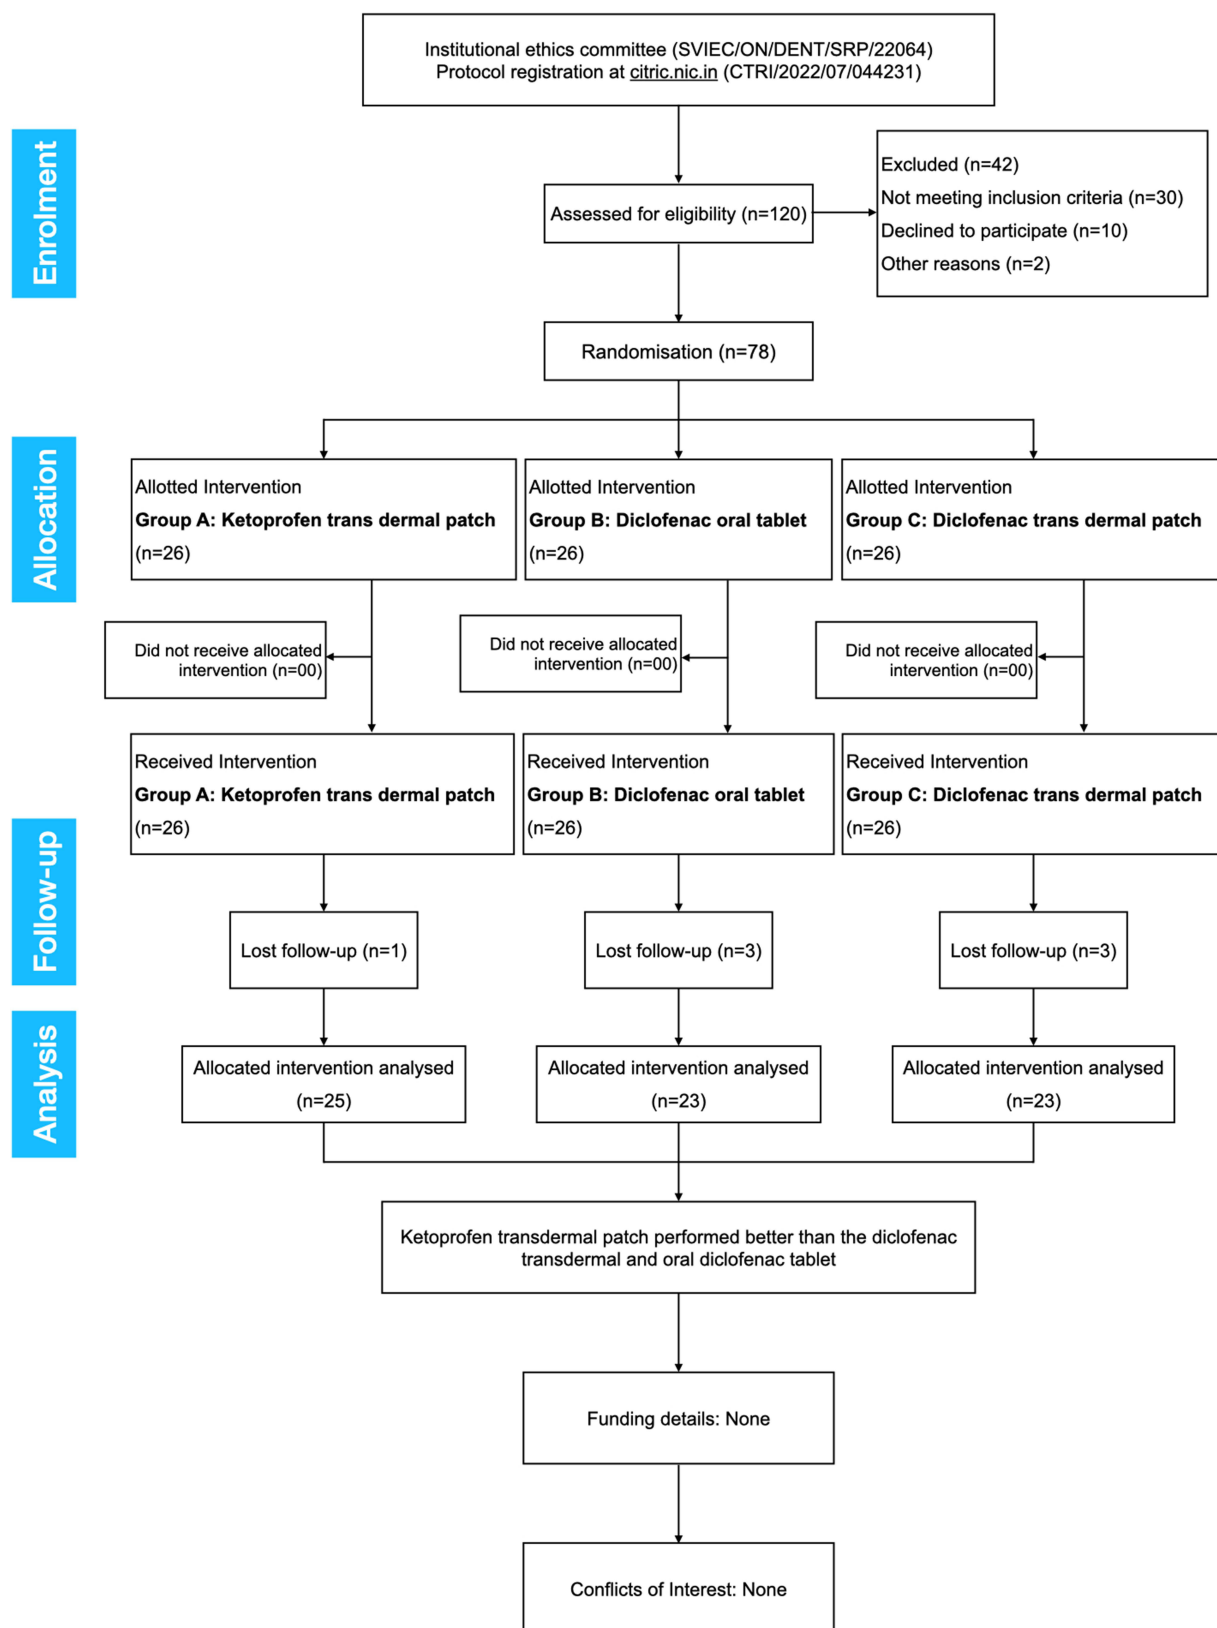 Institutional ethics committee (SVIEC/ON/DENT/SRP/22064)
Protocol registration at citric.nic.in (CTRI/2022/07/044231)
Enrolment
Assessed for eligibility (n=120)
Excluded (n=42)
Not meeting inclusion criteria (n=30)
Declined to participate (n=10)
Other reasons (n=2)
Randomisation (n=78)
Allocation
Allotted Intervention
Group A: Ketoprofen trans dermal patch
(n=26)
Allotted Intervention
Group B: Diclofenac oral tablet
(n=26)
Allotted Intervention
Group C: Diclofenac trans dermal patch
(n=26)
Did not receive allocated
intervention (n=00)
Did not receive allocated
intervention (n=00)
Did not receive allocated
intervention (n=00)
Received Intervention
Group A: Ketoprofen trans dermal patch
(n=26)
Received Intervention
Group B: Diclofenac oral tablet
(n=26)
Received Intervention
Group C: Diclofenac trans dermal patch
(n=26)
Follow-up
Lost follow-up (n=1)
Lost follow-up (n=3)
Lost follow-up (n=3)
Analysis
Allocated intervention analysed
(n=25)
Allocated intervention analysed
(n=23)
Allocated intervention analysed
(n=23)
Ketoprofen transdermal patch performed better than the diclofenac
transdermal and oral diclofenac tablet
Funding details: None
Conflicts of Interest: None